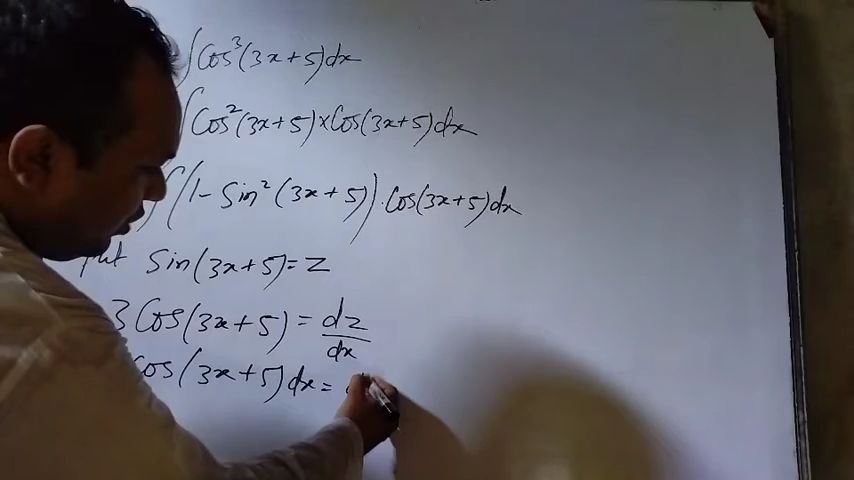 ∫Cos³(3x+5)dx
∫Cos²(3x+5)×Cos(3x+5)dx
∫(1-Sin²(3x+5)).Cos(3x+5)dx
put Sin(3x+5)=z
3Cos(3x+5)=dz/dx
Cos(3x+5)dx=